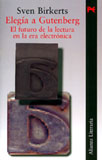 Sven Birkerts
Elegía a Gutenberg
El futuro de la lectura
en la era electrónica
Alianza Literaria